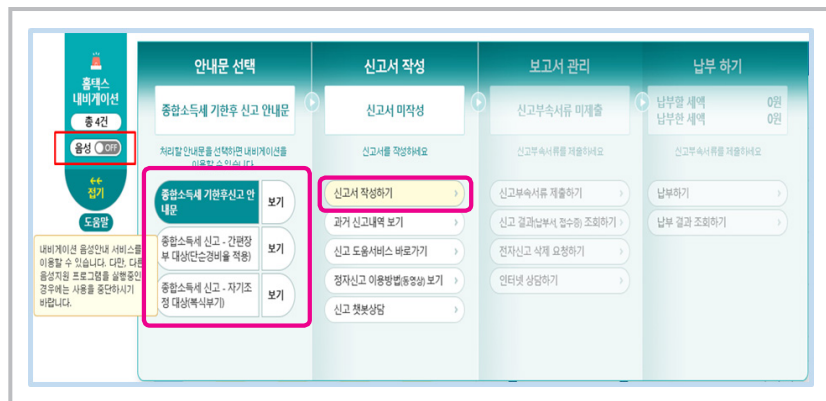 홈택스
내비게이션
총 4건
음성 OFF
접기
도움말
내비게이션 음성안내 서비스를
이용할 수 있습니다. 다만, 다른
음성지원 프로그램을 실행중인
경우에는 사용을 중단하시기
바랍니다.
안내문 선택
종합소득세 기한후 신고 안내문
처리할 안내문을 선택하면 내비게이션을
이용할 수 있습니다
종합소득세 기한후신고 안
내문
보기
종합소득세 신고 - 간편장
부 대상(단순경비율 적용)
보기
종합소득세 신고 - 자기조
정 대상(복식부기)
보기
신고서 작성
신고서 미작성
신고서를 작성하세요
신고서 작성하기
과거 신고내역 보기
신고 도움서비스 바로가기
전자신고 이용방법(동영상) 보기
신고 챗봇상담
보고서 관리
신고부속서류 미제출
신고부속서류를 제출하세요
신고부속서류 제출하기
신고 결과(납부서, 접수증) 조회하기
전자신고 삭제 요청하기
인터넷 상담하기
납부 하기
납부할 세액 0원
납부한 세액 0원
신고부속서류를 제출하세요
납부하기
납부 결과 조회하기